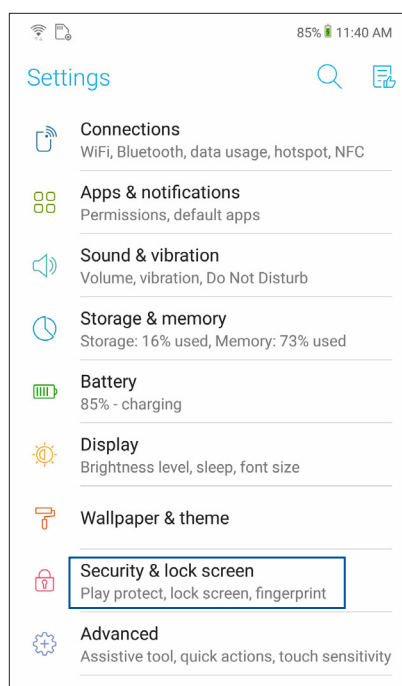 85% 11:40 AM
Settings
Connections
WiFi, Bluetooth, data usage, hotspot, NFC
Apps & notifications
Permissions, default apps
Sound & vibration
Volume, vibration, Do Not Disturb
Storage & memory
Storage: 16% used, Memory: 73% used
Battery
85% - charging
Display
Brightness level, sleep, font size
Wallpaper & theme
Security & lock screen
Play protect, lock screen, fingerprint
Advanced
Assistive tool, quick actions, touch sensitivity